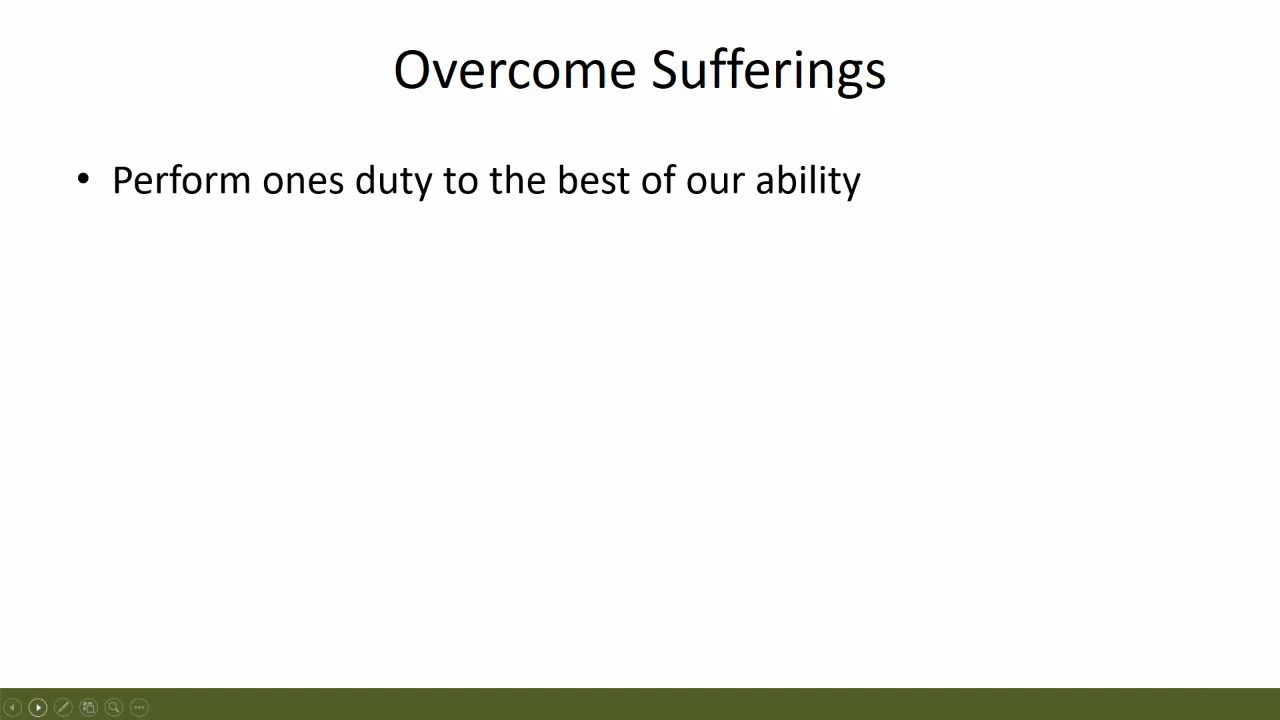 Overcome Sufferings
• Perform ones duty to the best of our ability